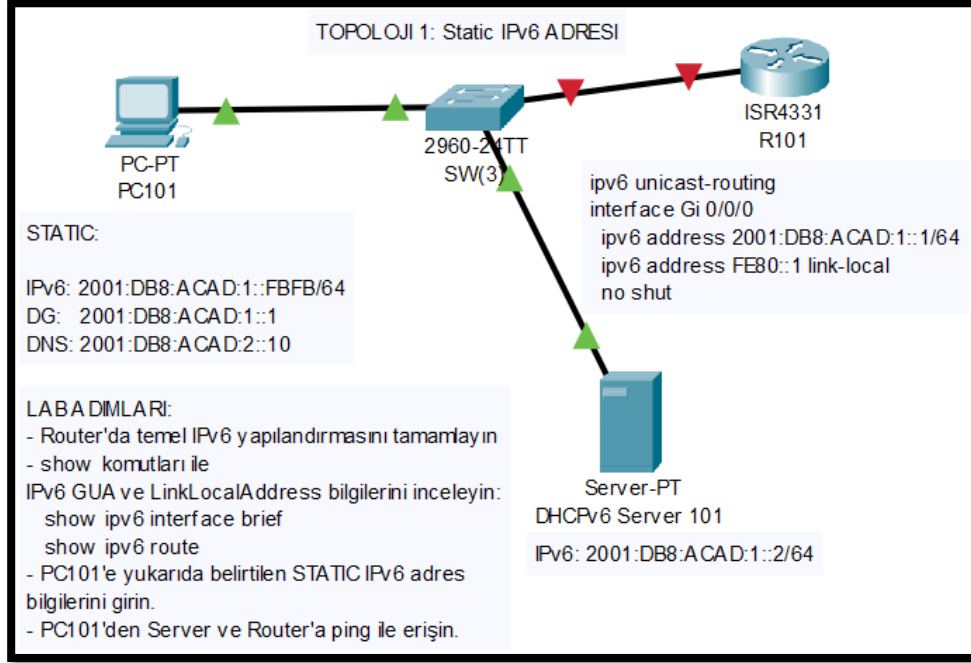 TOPOLOJI 1: Static IPv6 ADRESI
PC-PT
PC101
2960-24TT
SW(3)
ISR4331
R101
ipv6 unicast-routing
interface Gi 0/0/0
ipv6 address 2001:DB8:ACAD:1::1/64
ipv6 address FE80::1 link-local
no shut
STATIC:
IPv6: 2001:DB8:ACAD:1::FBFB/64
DG: 2001:DB8:ACAD:1::1
DNS: 2001:DB8:ACAD:2::10
LAB ADIMLARI:
- Router'da temel IPv6 yapılandırmasını tamamlayın
- show komutları ile
IPv6 GUA ve LinkLocalAddress bilgilerini inceleyin:
show ipv6 interface brief
show ipv6 route
- PC101'e yukarıda belirtilen STATIC IPv6 adres
bilgilerini girin.
- PC101'den Server ve Router'a ping ile erişin.
Server-PT
DHCPv6 Server 101
IPv6: 2001:DB8:ACAD:1::2/64